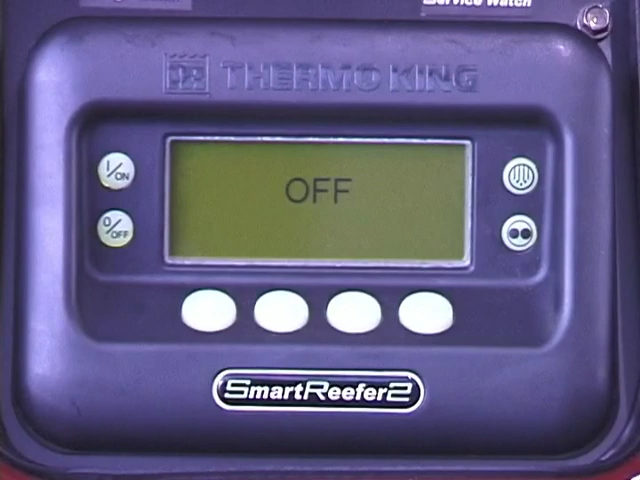 Service Watch
THERMO KING
I/ON
OFF
O/OFF
SmartReefer2